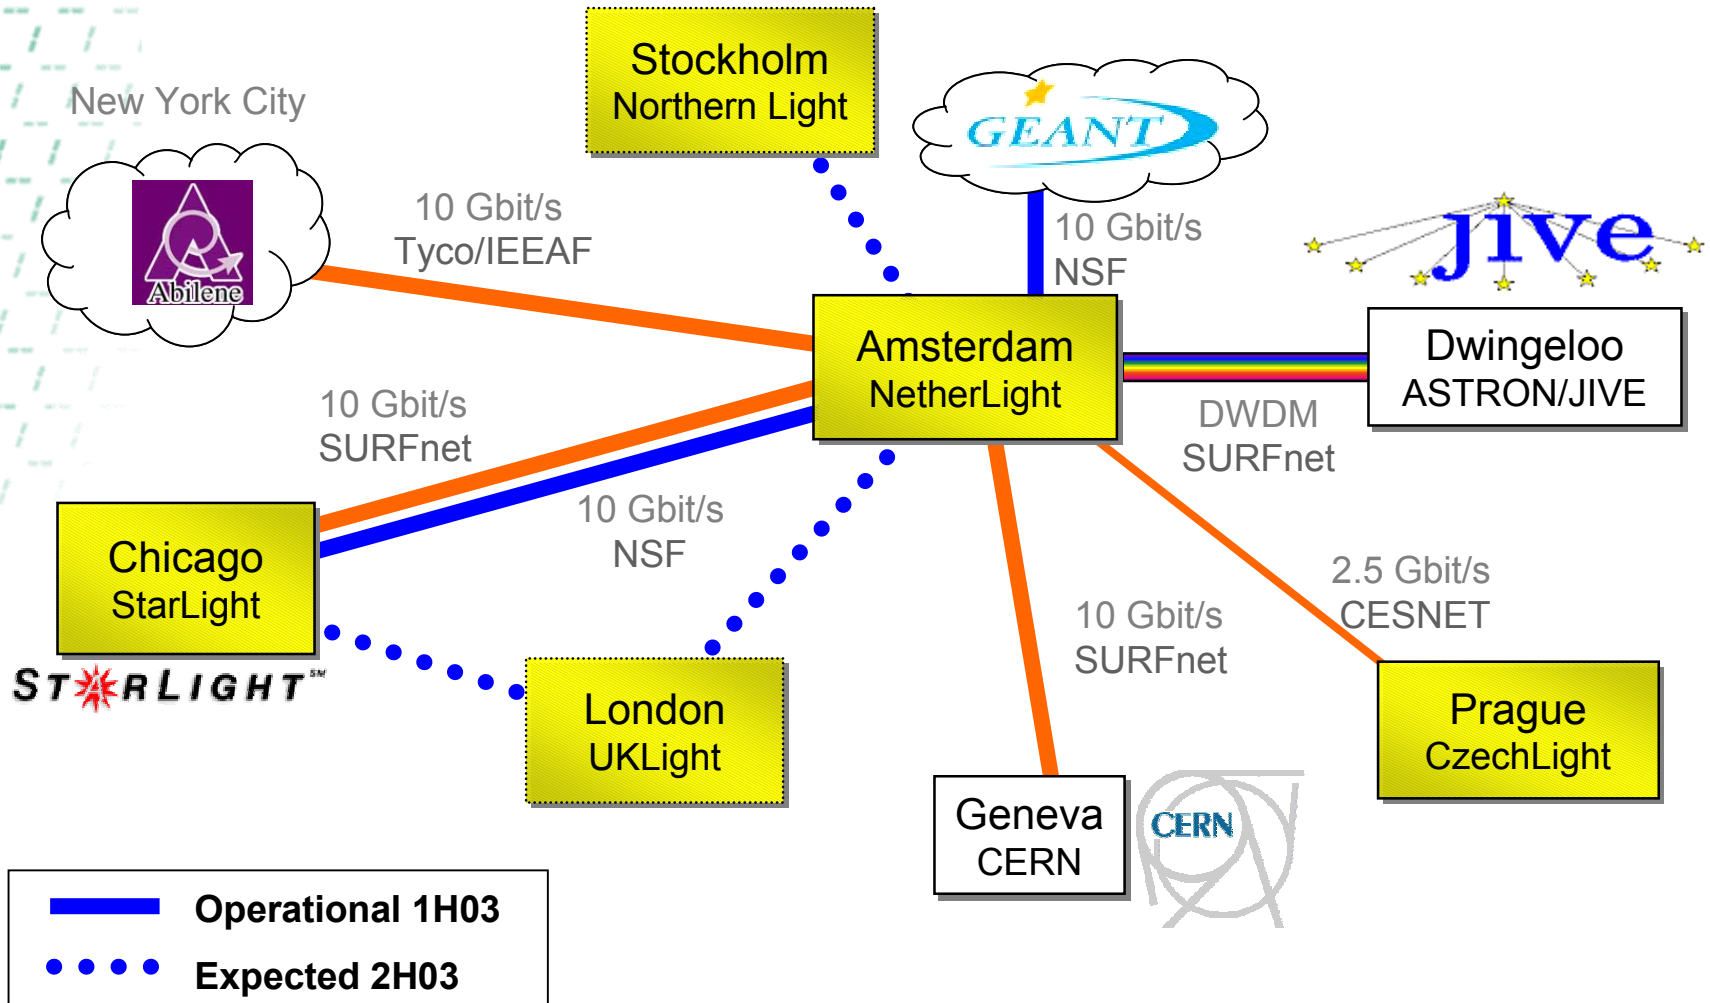 Stockholm
Northern Light
New York City
GEANT
10 Gbit/s
Tyco/IEEAF
Abilene
10 Gbit/s
NSF
jive
Amsterdam
NetherLight
Dwingeloo
ASTRON/JIVE
10 Gbit/s
SURFnet
DWDM
SURFnet
10 Gbit/s
NSF
Chicago
StarLight
2.5 Gbit/s
CESNET
10 Gbit/s
SURFnet
STARLIGHT SM
London
UKLight
Prague
CzechLight
Geneva
CERN
CERN
Operational 1H03
Expected 2H03